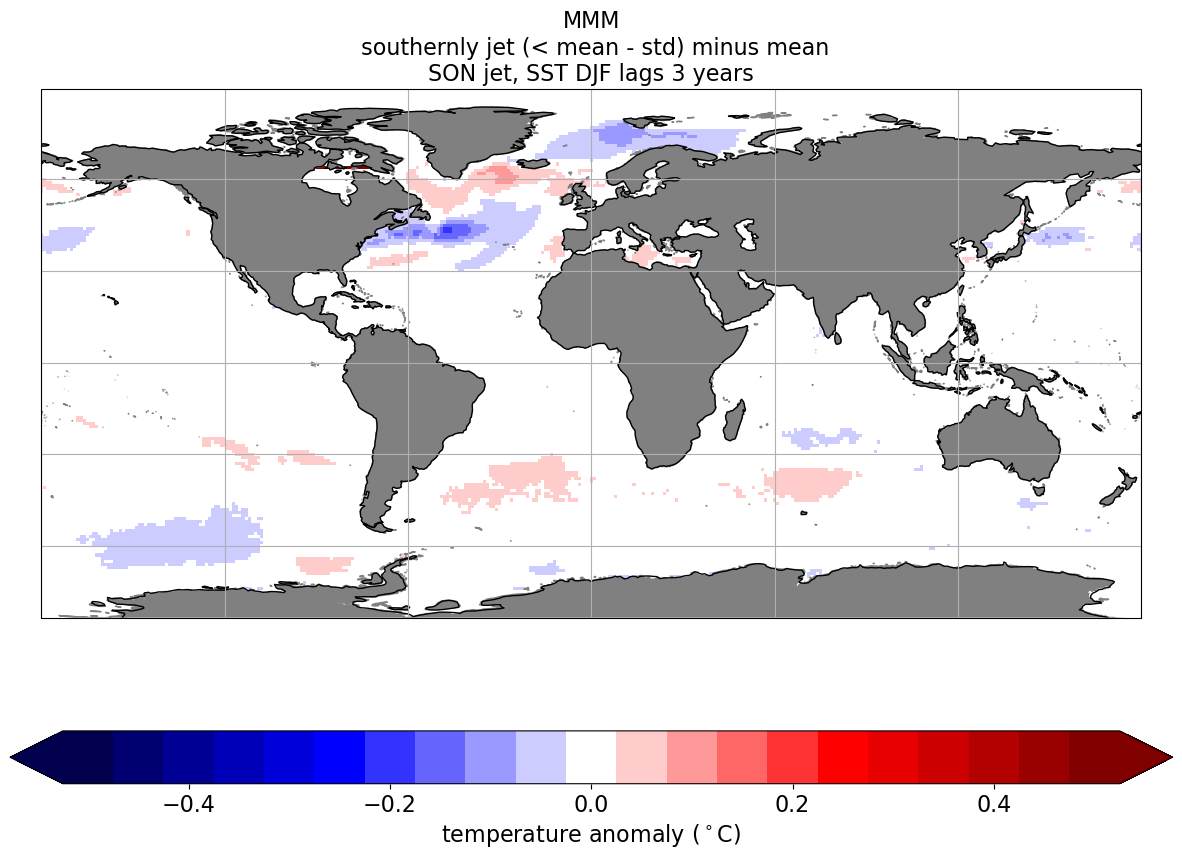 MMM
southernly jet (< mean - std) minus mean
SON jet, SST DJF lags 3 years
−0.4 −0.2 0.0 0.2 0.4
temperature anomaly (°C)